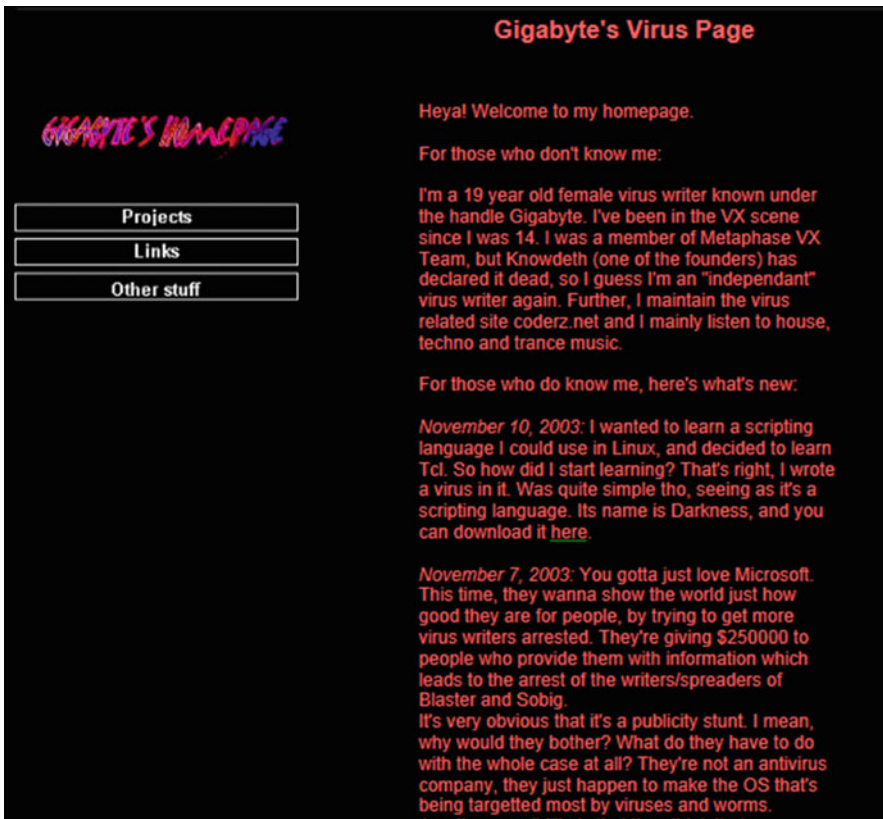 Gigabyte's Virus Page
GIGABYTE'S HOMEPAGE
Projects
Links
Other stuff
Heya! Welcome to my homepage.
For those who don't know me:
I'm a 19 year old female virus writer known under
the handle Gigabyte. I've been in the VX scene
since I was 14. I was a member of Metaphase VX
Team, but Knowdeth (one of the founders) has
declared it dead, so I guess I'm an "independant"
virus writer again. Further, I maintain the virus
related site coderz.net and I mainly listen to house,
techno and trance music.
For those who do know me, here's what's new:
November 10, 2003: I wanted to learn a scripting
language I could use in Linux, and decided to learn
Tcl. So how did I start learning? That's right, I wrote
a virus in it. Was quite simple tho, seeing as it's a
scripting language. Its name is Darkness, and you
can download it here.
November 7, 2003: You gotta just love Microsoft.
This time, they wanna show the world just how
good they are for people, by trying to get more
virus writers arrested. They're giving $250000 to
people who provide them with information which
leads to the arrest of the writers/spreaders of
Blaster and Sobig.
It's very obvious that it's a publicity stunt. I mean,
why would they bother? What do they have to do
with the whole case at all? They're not an antivirus
company, they just happen to make the OS that's
being targetted most by viruses and worms.